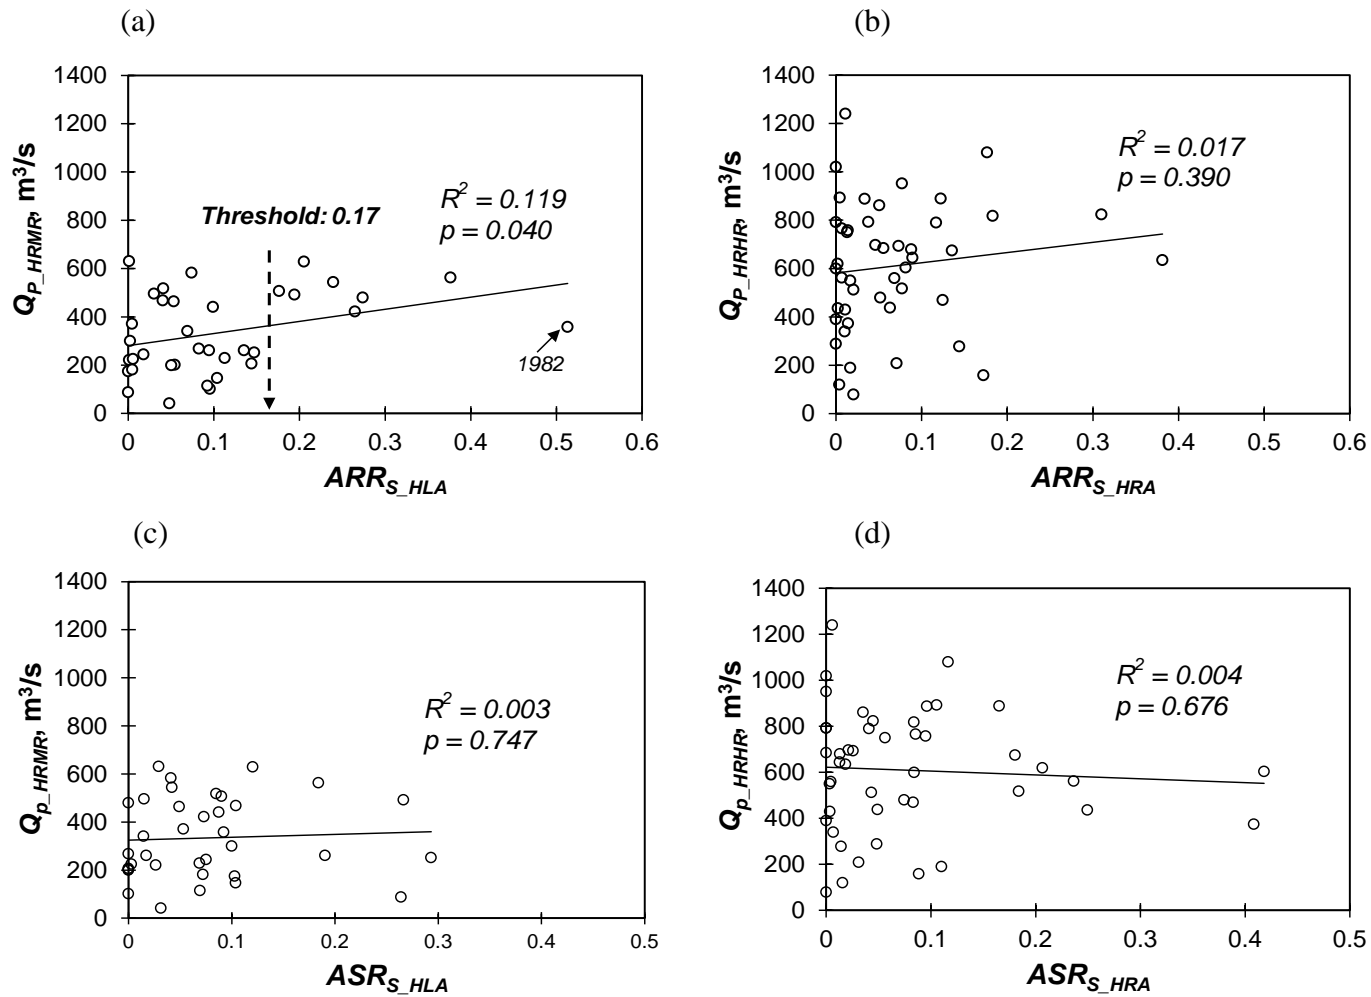 (a)
1400
1200
1000
800
600
400
200
0
Q_P_HRMR, m³/s
Threshold: 0.17
R² = 0.119
p = 0.040
1982
0 0.1 0.2 0.3 0.4 0.5 0.6
ARR_S_HLA
(b)
1400
1200
1000
800
600
400
200
0
Q_P_HRHR, m³/s
R² = 0.017
p = 0.390
0 0.1 0.2 0.3 0.4 0.5 0.6
ARR_S_HRA
(c)
1400
1200
1000
800
600
400
200
0
Q_p_HRMR, m³/s
R² = 0.003
p = 0.747
0 0.1 0.2 0.3 0.4 0.5
ASR_S_HLA
(d)
1400
1200
1000
800
600
400
200
0
Q_p_HRHR, m³/s
R² = 0.004
p = 0.676
0 0.1 0.2 0.3 0.4 0.5
ASR_S_HRA